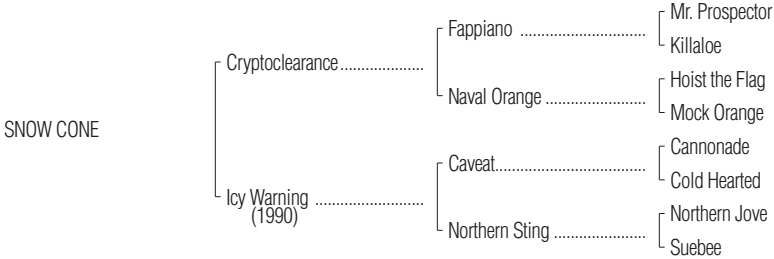 Mr. Prospector
Fappiano ..............................
Killaloe
Cryptoclearance...................
Hoist the Flag
Naval Orange ........................
Mock Orange
SNOW CONE
Cannonade
Caveat....................................
Cold Hearted
Icy Warning .........................
(1990)
Northern Jove
Northern Sting ......................
Suebee